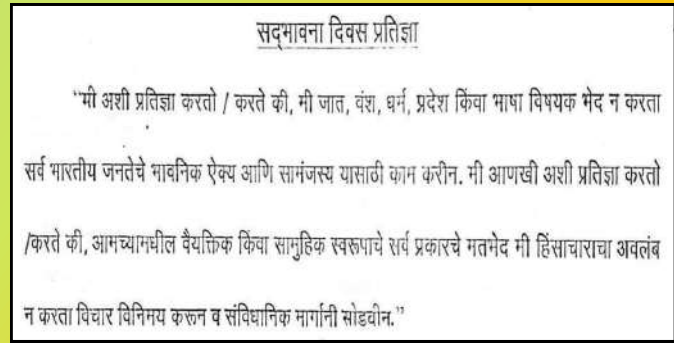 सद्‌भावना दिवस प्रतिज्ञा
"मी अशी प्रतिज्ञा करतो / करते की, मी जात, वंश, धर्म, प्रदेश किंवा भाषा विषयक भेद न करता
सर्व भारतीय जनतेचे भावनिक ऐक्य आणि सामंजस्य यासाठी काम करीन. मी आणखी अशी प्रतिज्ञा करतो
/करते की, आमच्यामधील वैयक्तिक किंवा सामुहिक स्वरूपाचे सर्व प्रकारचे मतभेद मी हिंसाचाराचा अवलंब
न करता विचार विनिमय करून व संविधानिक मार्गानी सोडवीन."